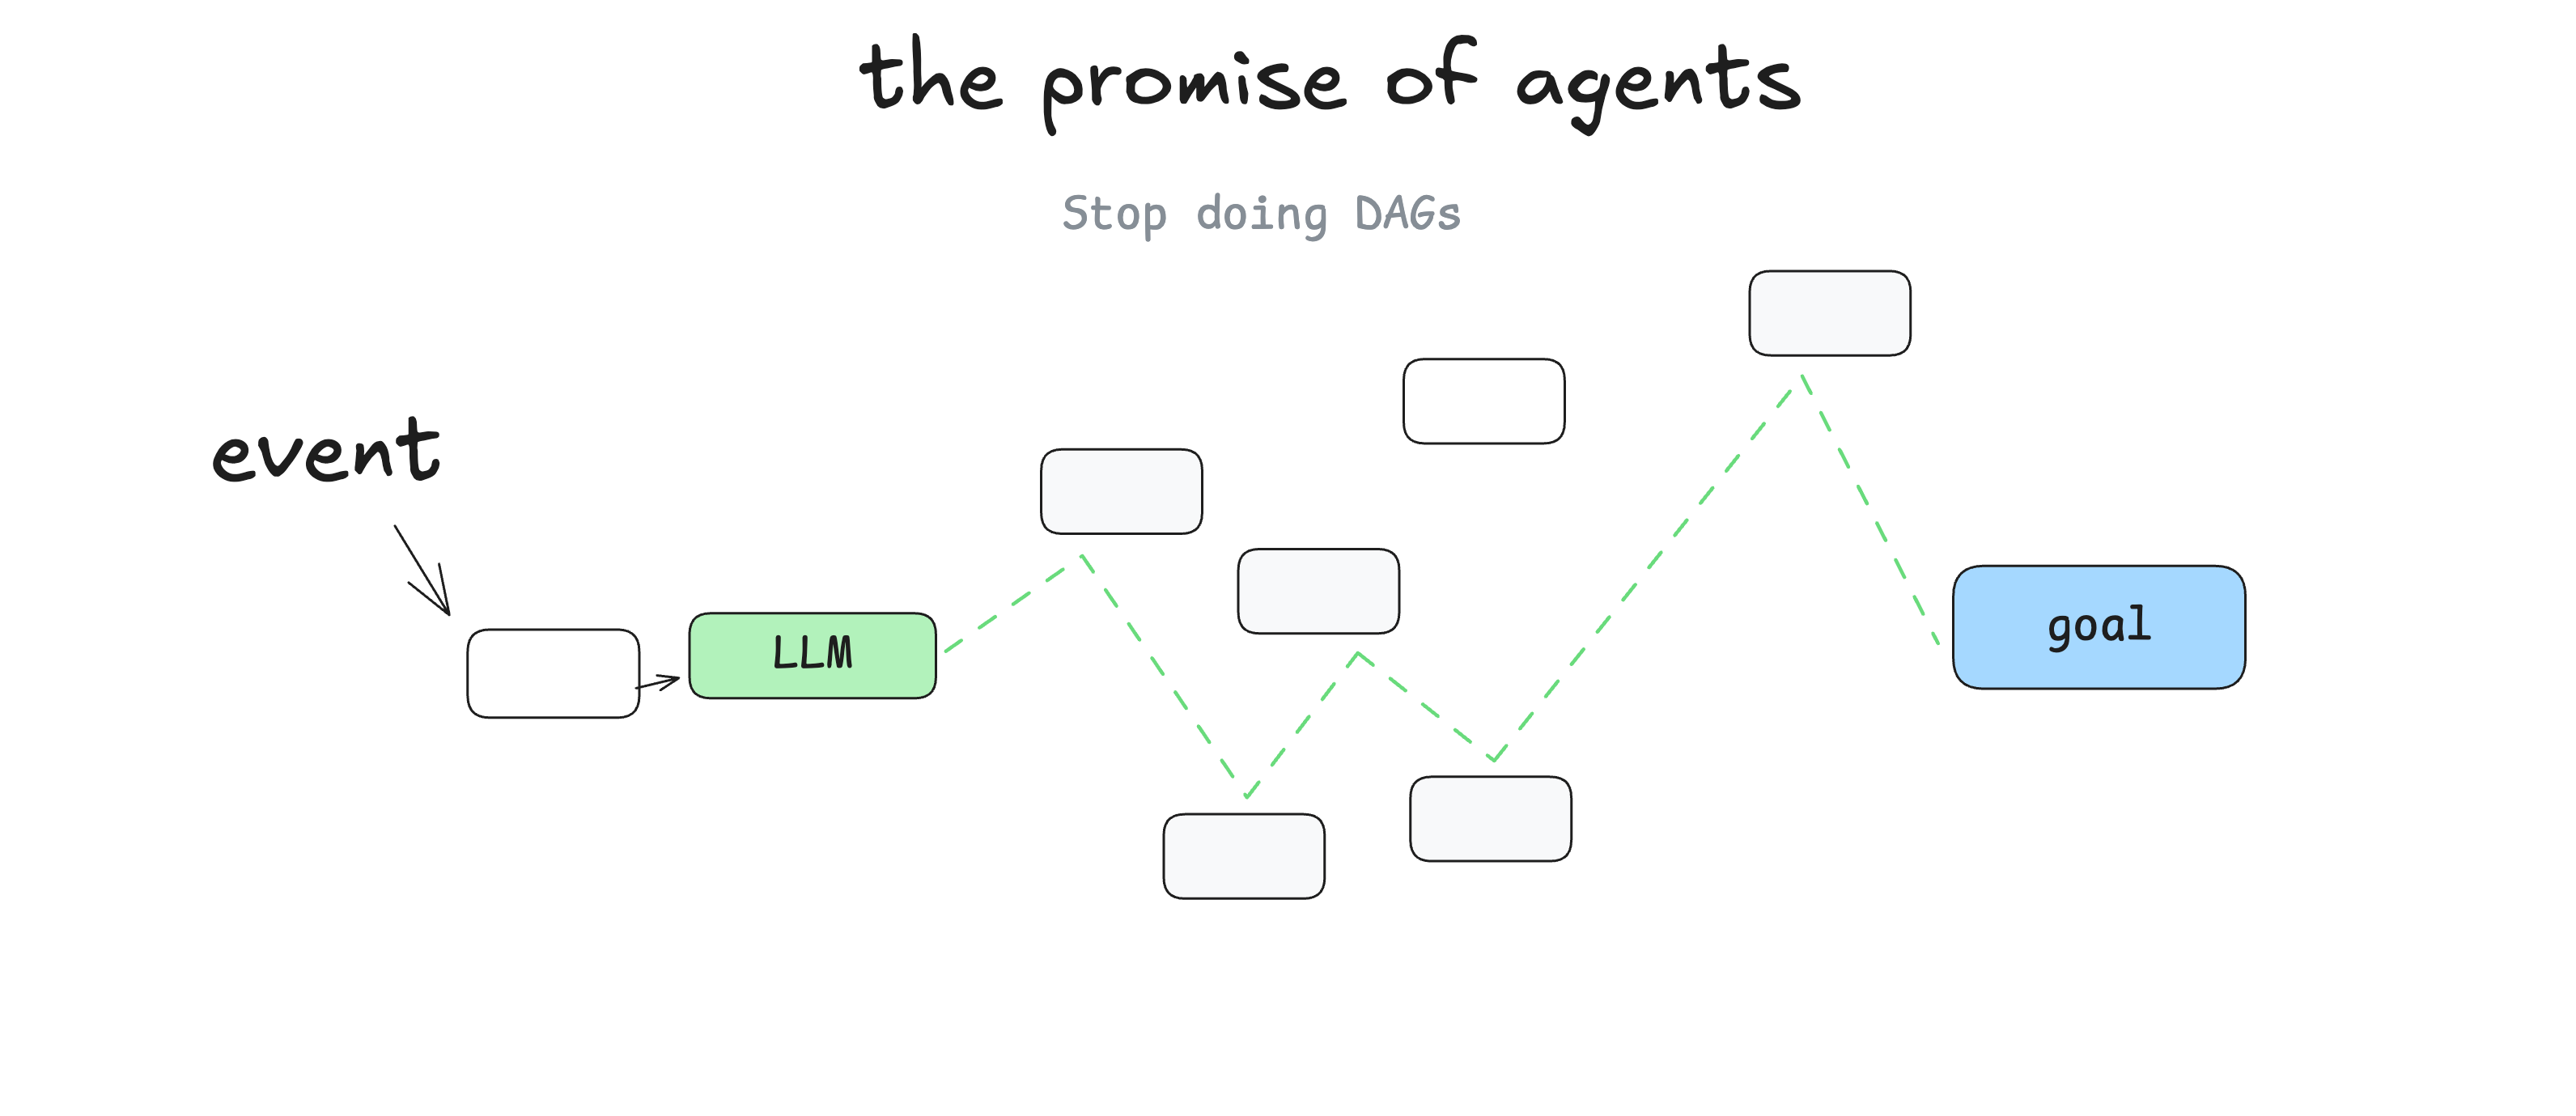 the promise of agents
Stop doing DAGs
event
LLM
goal